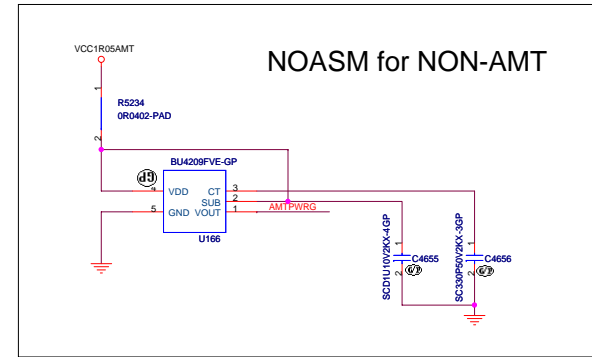 VCC1R05AMT
NOASM for NON-AMT
1
R5234
0R0402-PAD
2
BU4209FVE-GP
GP
4 VDD CT 3
SUB 2
5 GND VOUT 1 AMTPWRG
U166
SCD1U10V2KX-4GP
1
C4655
2 G/P
SC330P50V2KX-3GP
1
C4656
2 G/P